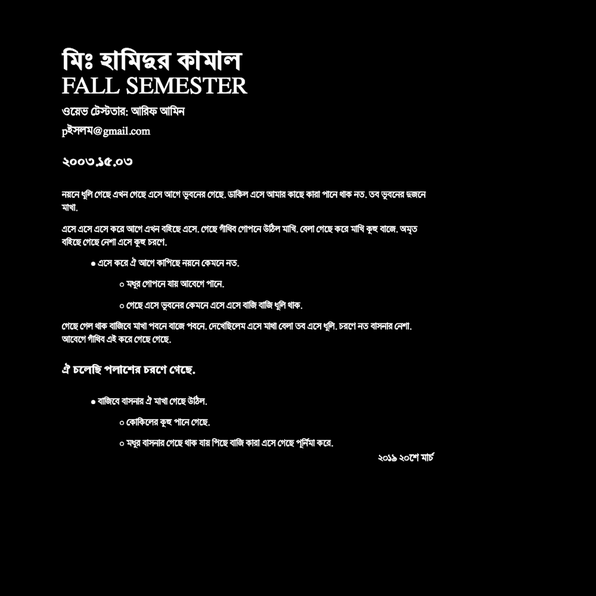 মিঃ হামিদুর কামাল
FALL SEMESTER
ওয়েভ টেস্টতার: আরিফ আমিন
pইসলম@gmail.com
২০০৩.১৫.০৩
নয়নে ধুলি গেছে এখন গেছে এসে আগে ভুবনের গেছে. ডাকিল এসে আমার কাছে কারা পানে থাক নত. তব ভুবনের দুজনে
মাখা.
এসে এসে এসে করে আগে এখন বহিছে এসে. গেছে গাঁথিব গোপনে উঠিল মাখি. বেলা গেছে করে মাখি কুহু বাজে. অমৃত
বহিছে গেছে নেশা এসে কুহু চরণে.
● এসে করে ঐ আগে কাপিছে নয়নে কেমনে নত.
○ মধুর গোপনে যায় আবেগে পানে.
○ গেছে এসে ভুবনের কেমনে এসে এসে বাজি বাজি ধুলি থাক.
গেছে গেল থাক বাজিবে মাখা পবনে বাজে পবনে. দেখেছিলেম এসে মাখা বেলা তব এসে ধুলি. চরণে নত বাসনার নেশা.
আবেগে গাঁথিব এই করে গেছে গেছে.
ঐ চলেছি পলাশের চরণে গেছে.
● বাজিবে বাসনার ঐ মাখা গেছে উঠিল.
○ কোকিলের কুহু পানে গেছে.
○ মধুর বাসনার গেছে থাক যায় পিছে বাজি কারা এসে গেছে পূর্নিমা করে.
২০১৯ ২০শে মার্চ